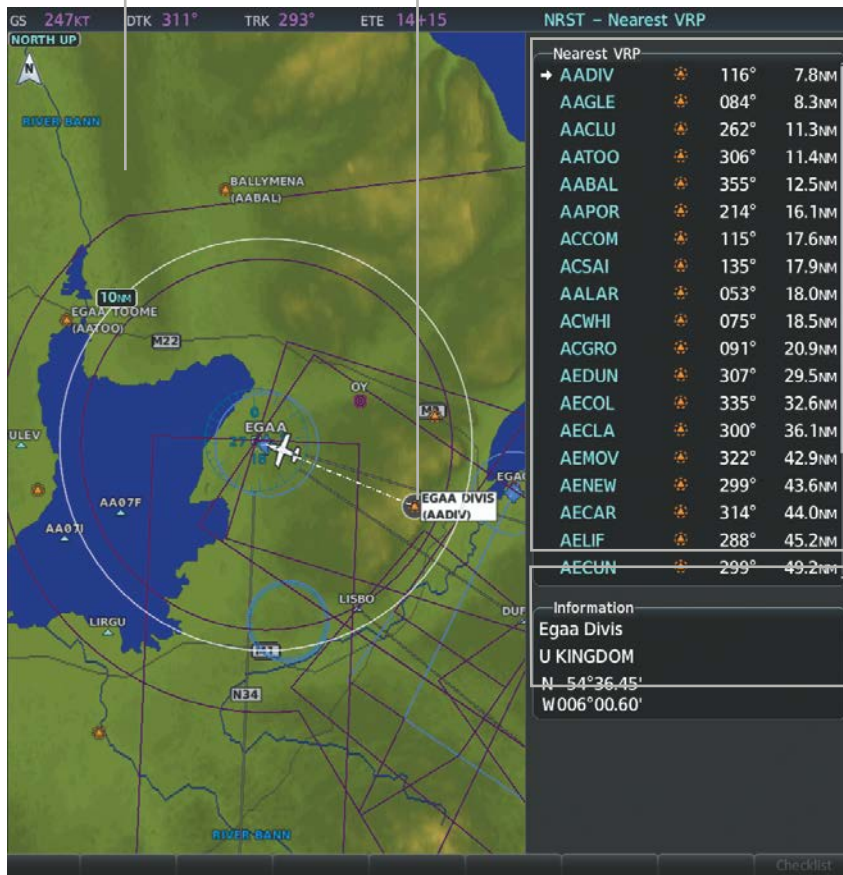 GS 247KT DTK 311° TRK 293° ETE 14+15 NRST – Nearest VRP
NORTH UP
N
RIVER BANN
BALLYMENA
(AABAL)
10NM
EGAA TOOME
(AATOO)
M22
OY
EGAA
0
27
18
ULEV
EGAA DIVIS
(AADIV)
AA07F
AA07I
LISBO
LIRGU
DUF
M1
N34
RIVER BANN
Nearest VRP
AADIV 116° 7.8NM
AAGLE 084° 8.3NM
AACLU 262° 11.3NM
AATOO 306° 11.4NM
AABAL 355° 12.5NM
AAPOR 214° 16.1NM
ACCOM 115° 17.6NM
ACSAI 135° 17.9NM
AALAR 053° 18.0NM
ACWHI 075° 18.5NM
ACGRO 091° 20.9NM
AEDUN 307° 29.5NM
AECOL 335° 32.6NM
AECLA 300° 36.1NM
AEMOV 322° 42.9NM
AENEW 299° 43.6NM
AECAR 314° 44.0NM
AELIF 288° 45.2NM
AECUN 299° 49.2NM
Information
Egaa Divis
U KINGDOM
N 54°36.45'
W006°00.60'
Checklist